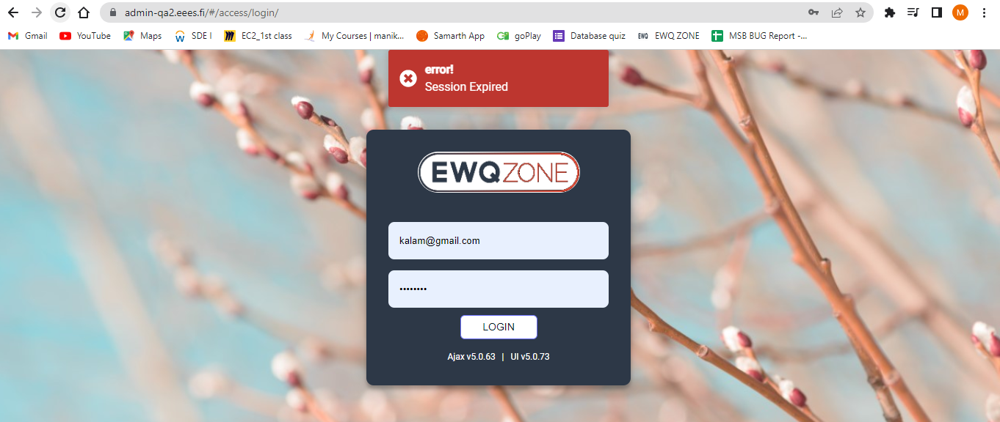 admin-qa2.eees.fi/#/access/login/
M
Gmail
YouTube
Maps
SDE I
EC2_1st class
My Courses | manik...
Samarth App
goPlay
Database quiz
EWQ EWQ ZONE
MSB BUG Report -...
error!
Session Expired
EWQZONE
kalam@gmail.com
••••••••
LOGIN
Ajax v5.0.63 | UI v5.0.73